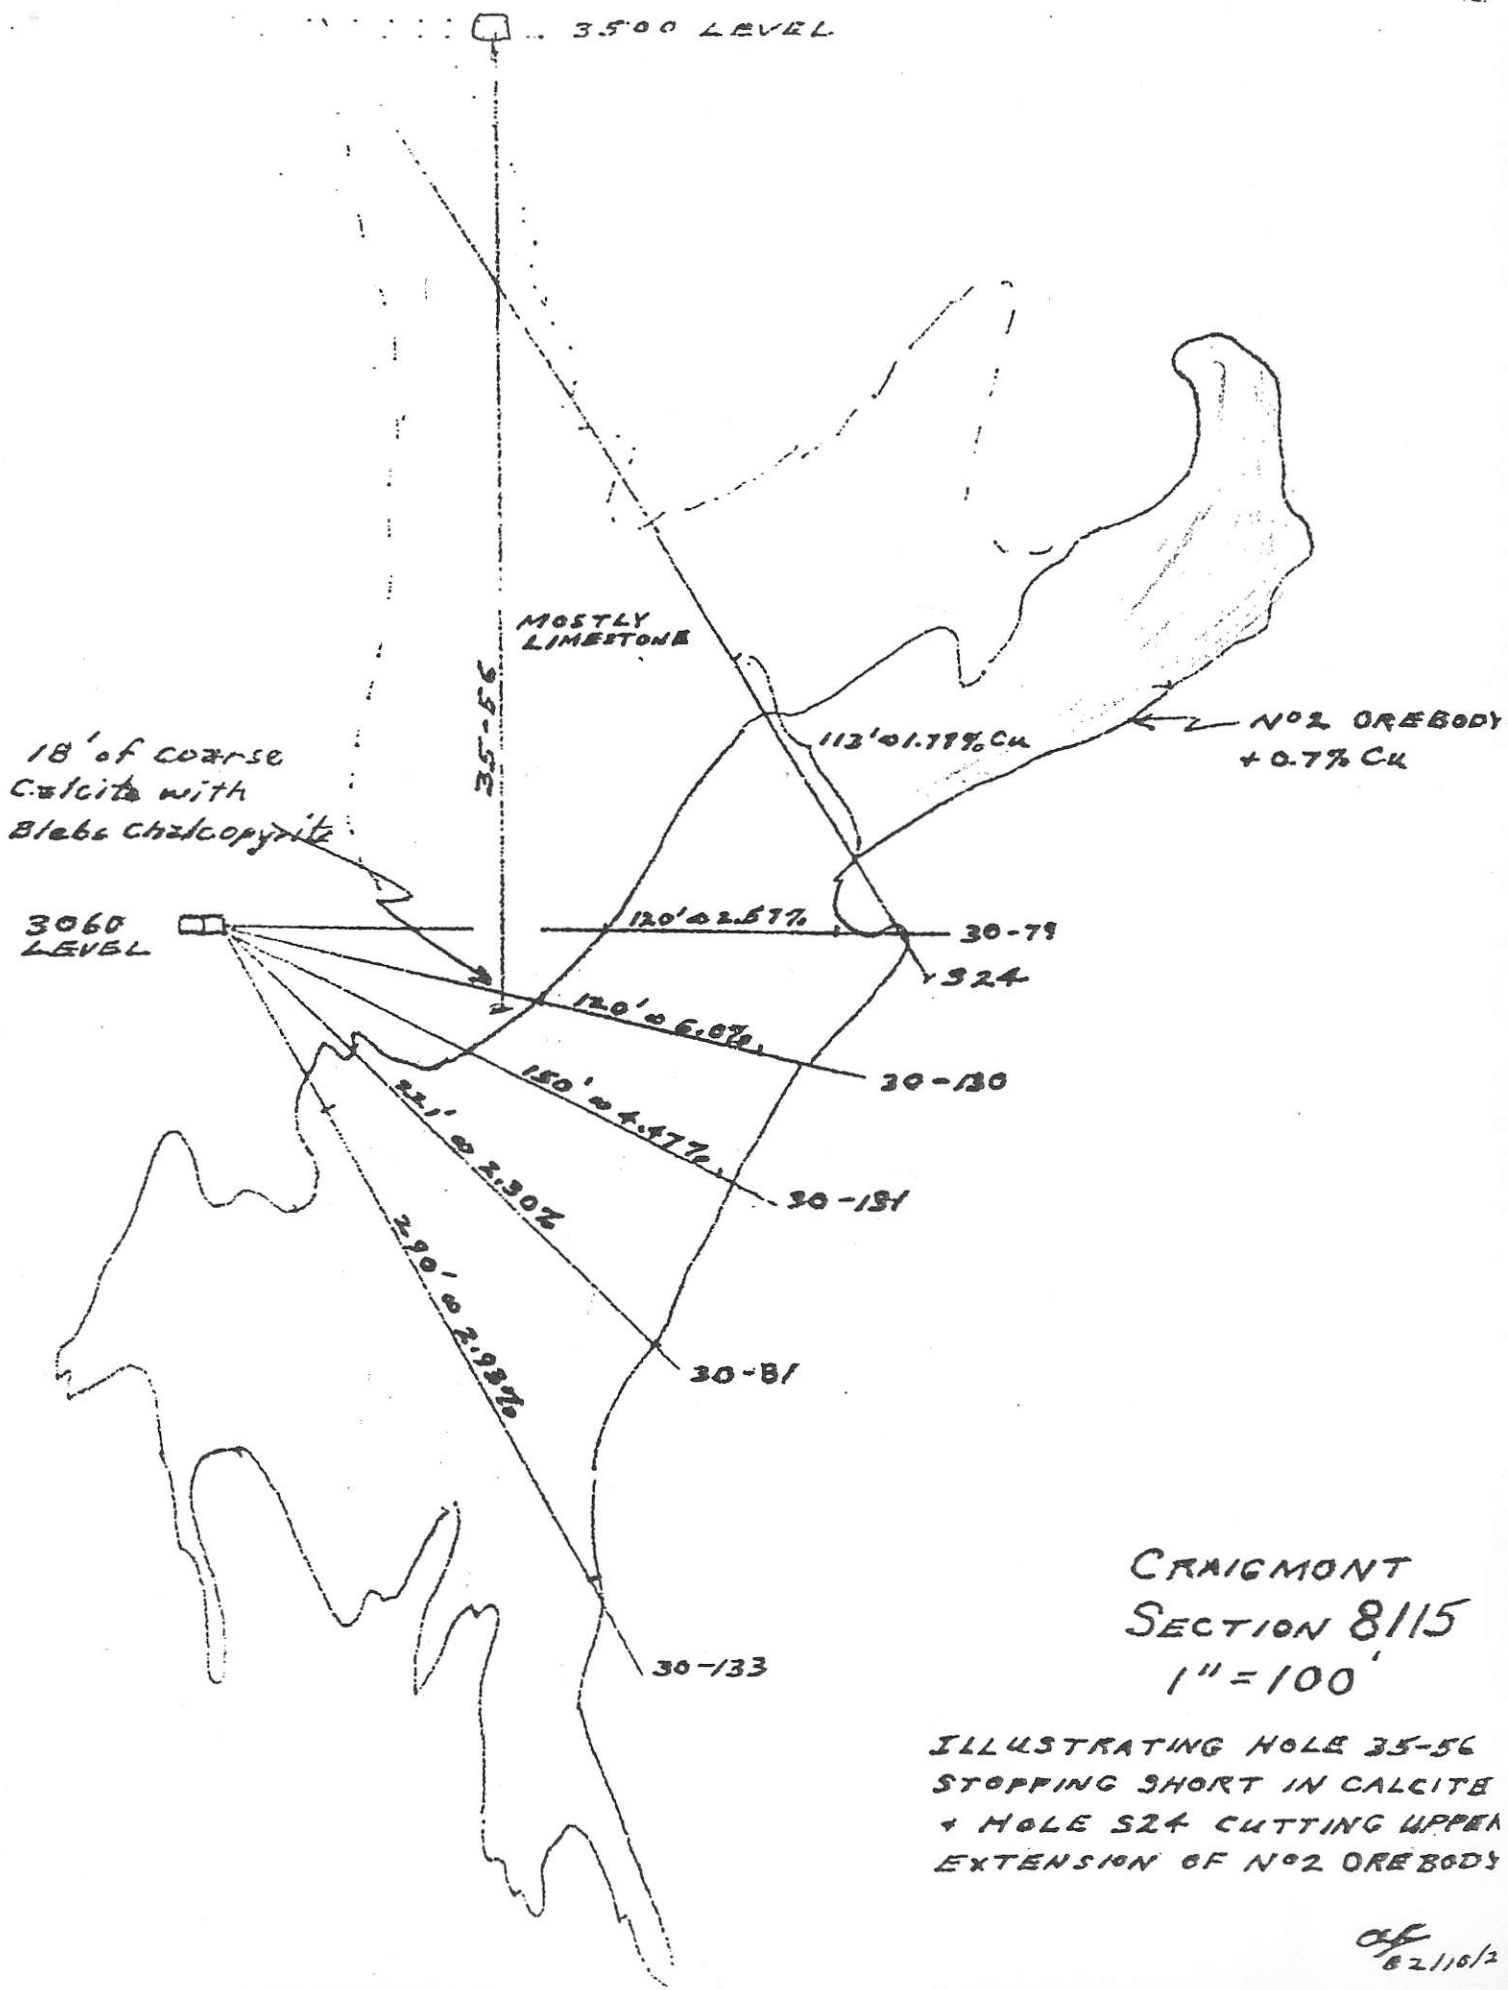 3500 LEVEL
MOSTLY
LIMESTONE
35-56
18' of coarse
Calcite with
Blebs Chalcopyrite
113' @ 1.79% Cu
No2 OREBODY
+ 0.7% Cu
3060
LEVEL
120' @ 2.57%
30-79
S24
120' @ 6.0%
30-130
150' @ 4.47%
30-131
221' @ 2.30%
30-81
290' @ 2.93%
30-133
CRAIGMONT
SECTION 8115
1" = 100'
ILLUSTRATING HOLE 35-56
STOPPING SHORT IN CALCITE
+ HOLE S24 CUTTING UPPER
EXTENSION OF No2 OREBODY